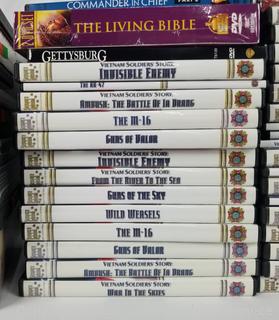 COMMANDER IN CHIEF
THE LIVING BIBLE
DVD
GETTYSBURG
VIETNAM SOLDIERS' STORY:
INVISIBLE ENEMY
THE AK-47
VIETNAM SOLDIERS' STORY:
AMBUSH: THE BATTLE OF IA DRANG
THE M-16
GUNS OF VALOR
VIETNAM SOLDIERS' STORY:
INVISIBLE ENEMY
VIETNAM SOLDIERS' STORY:
FROM THE RIVER TO THE SEA
GUNS OF THE SKY
WILD WEASELS
THE M-16
GUNS OF VALOR
VIETNAM SOLDIERS' STORY:
AMBUSH: THE BATTLE OF IA DRANG
VIETNAM SOLDIERS' STORY:
WAR IN THE SKIES